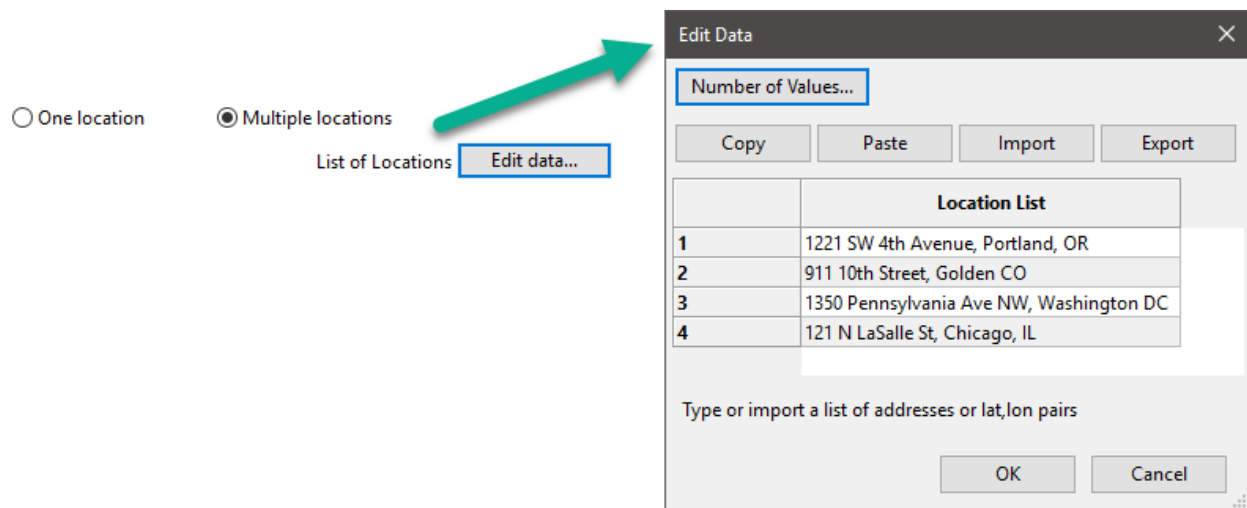 One location
Multiple locations
List of Locations
Edit data...
Edit Data
Number of Values...
Copy
Paste
Import
Export
Location List
1 1221 SW 4th Avenue, Portland, OR
2 911 10th Street, Golden CO
3 1350 Pennsylvania Ave NW, Washington DC
4 121 N LaSalle St, Chicago, IL
Type or import a list of addresses or lat,lon pairs
OK
Cancel